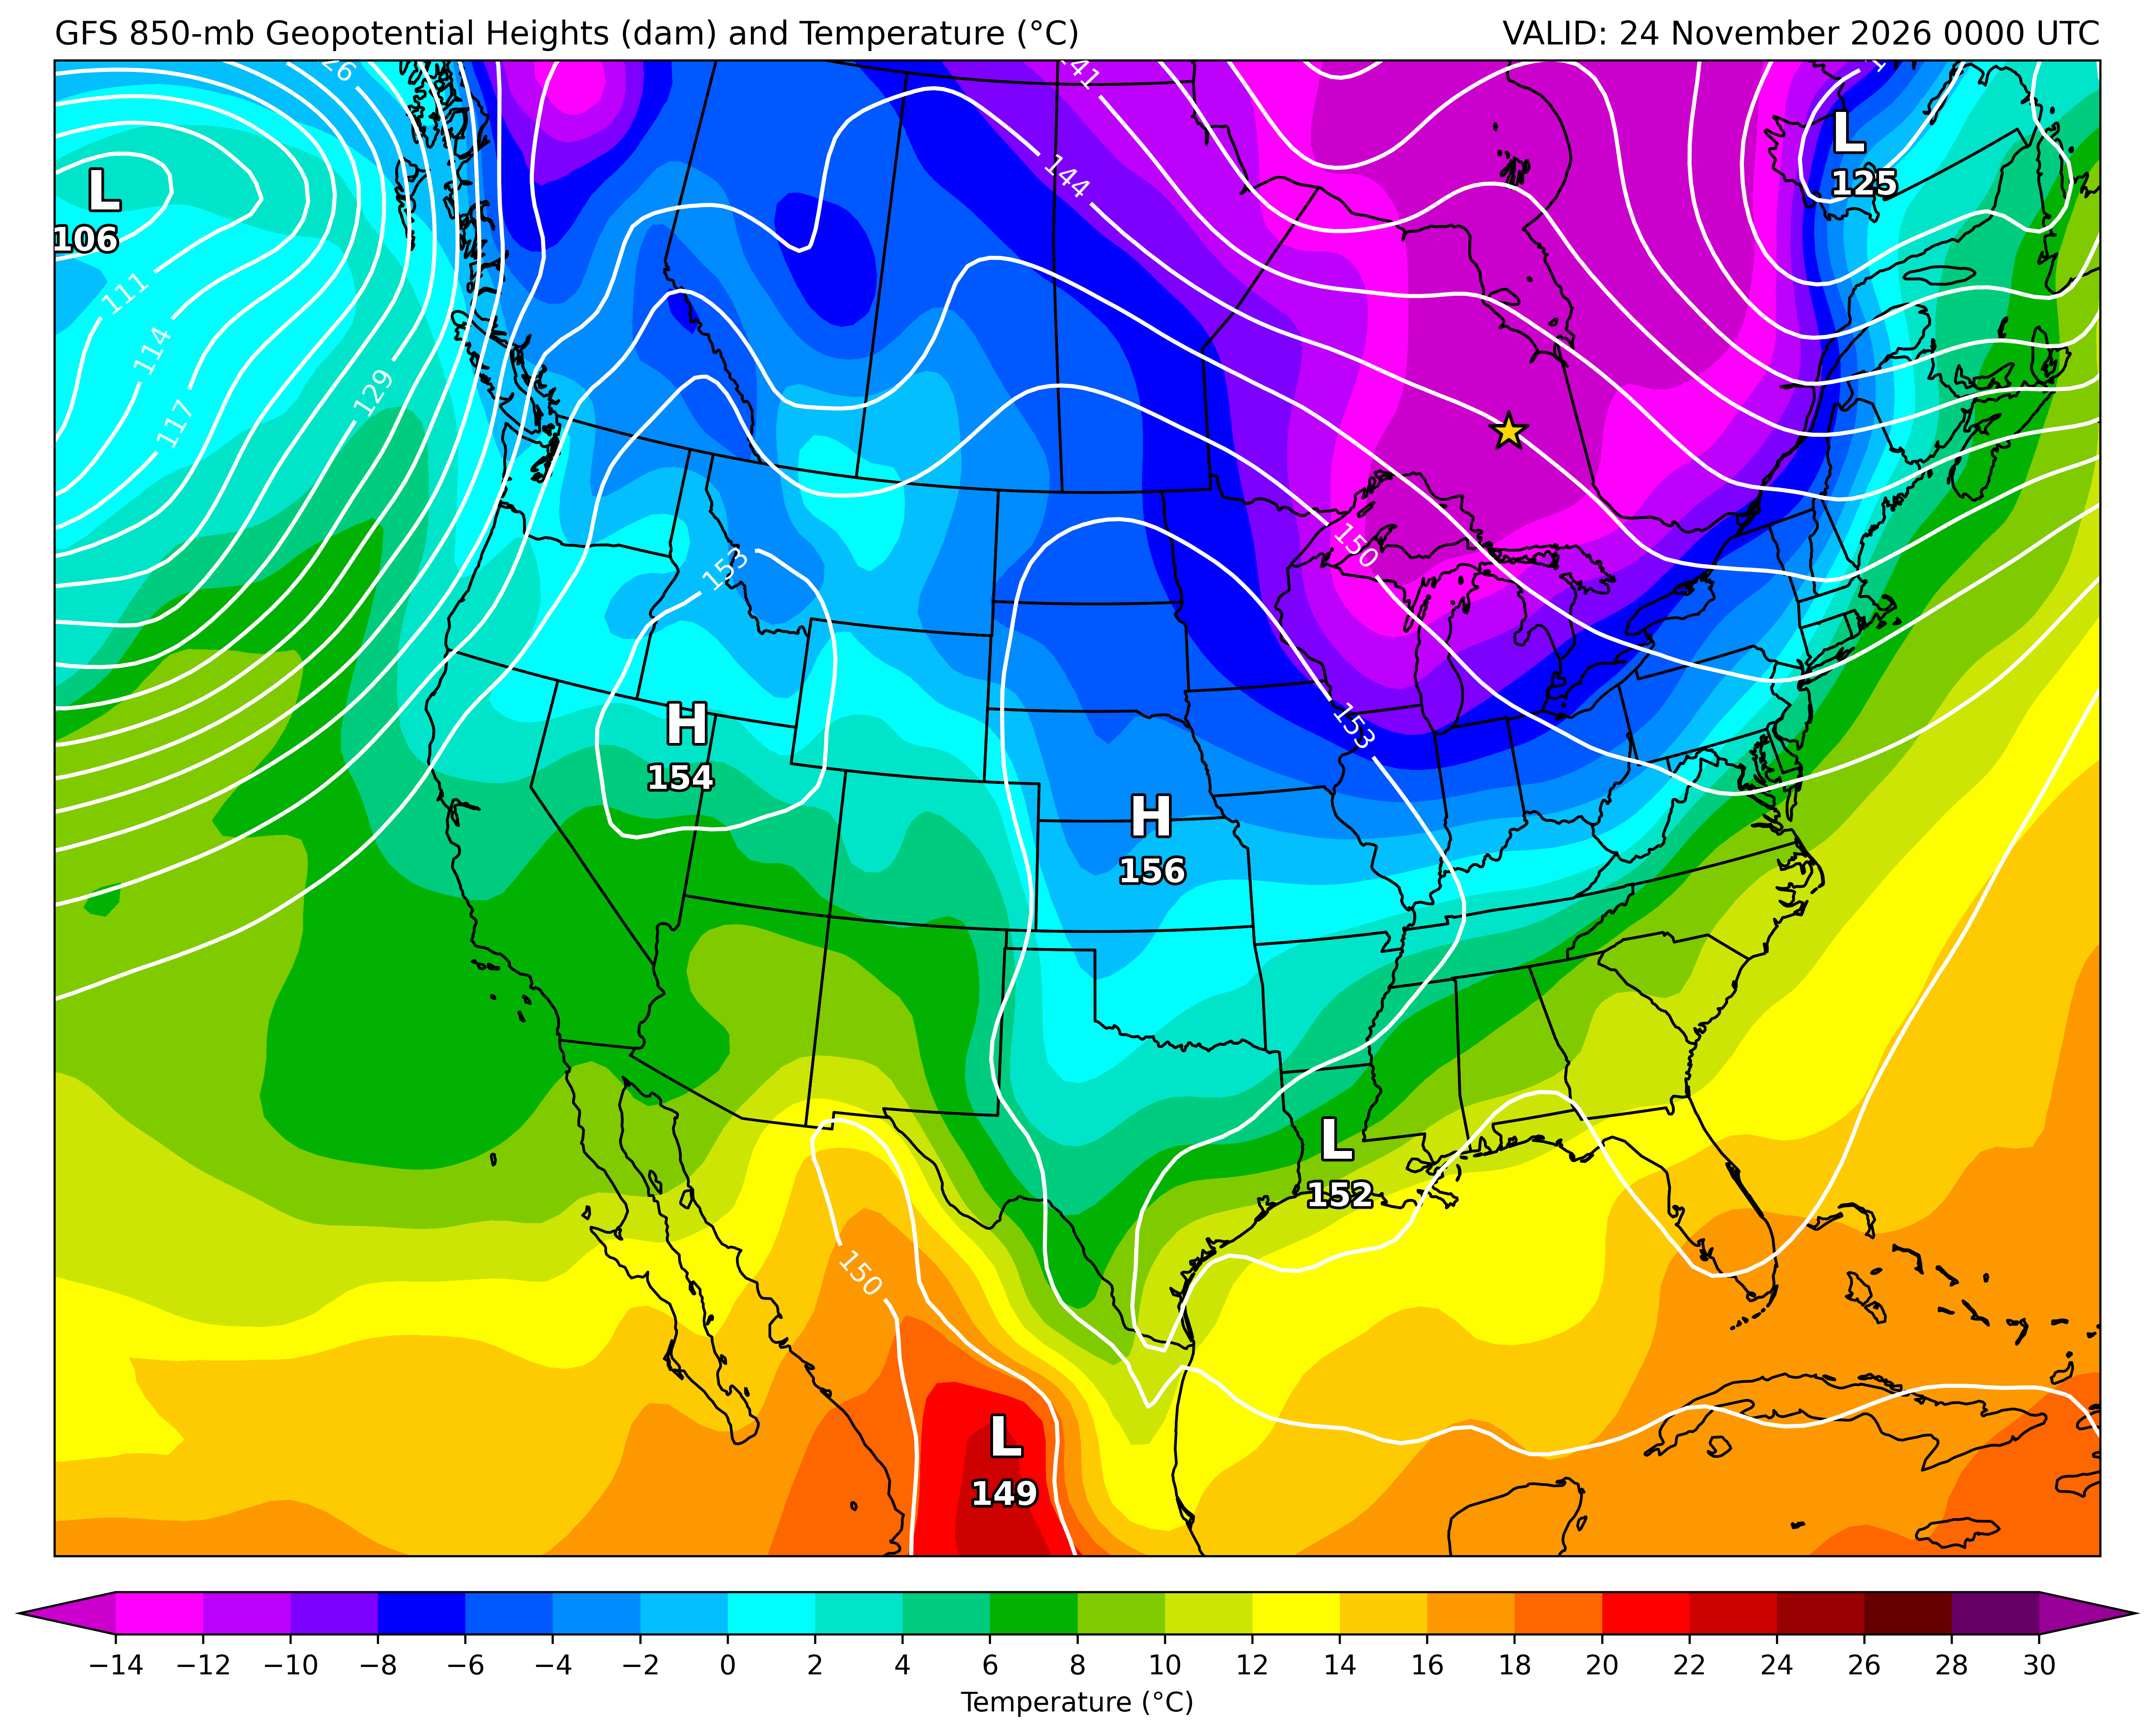 GFS 850-mb Geopotential Heights (dam) and Temperature (°C)
VALID: 24 November 2026 0000 UTC
26
141
L
125
144
L
106
111
114
129
117
150
153
H
154
153
H
156
L
152
150
L
149
−14 −12 −10 −8 −6 −4 −2 0 2 4 6 8 10 12 14 16 18 20 22 24 26 28 30
Temperature (°C)